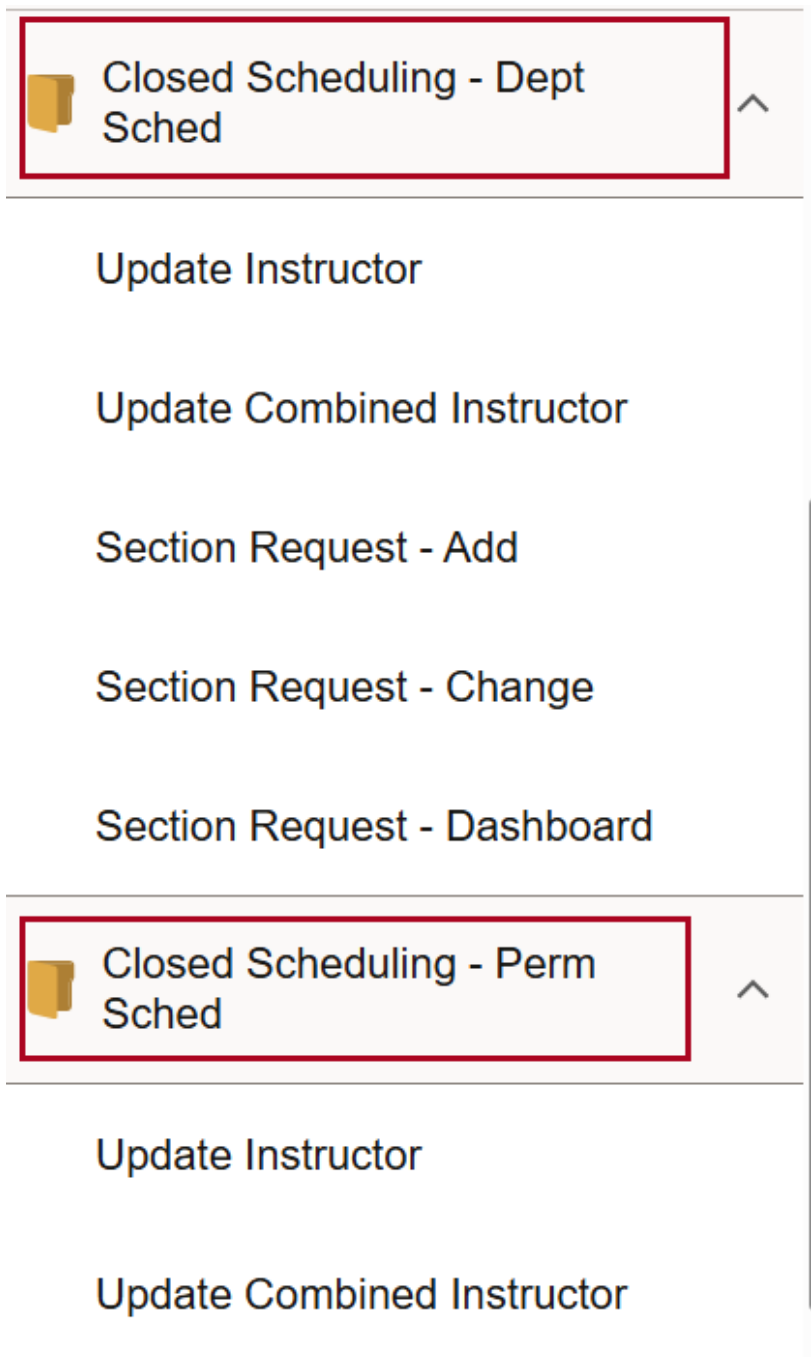 Closed Scheduling - Dept
Sched
Update Instructor
Update Combined Instructor
Section Request - Add
Section Request - Change
Section Request - Dashboard
Closed Scheduling - Perm
Sched
Update Instructor
Update Combined Instructor